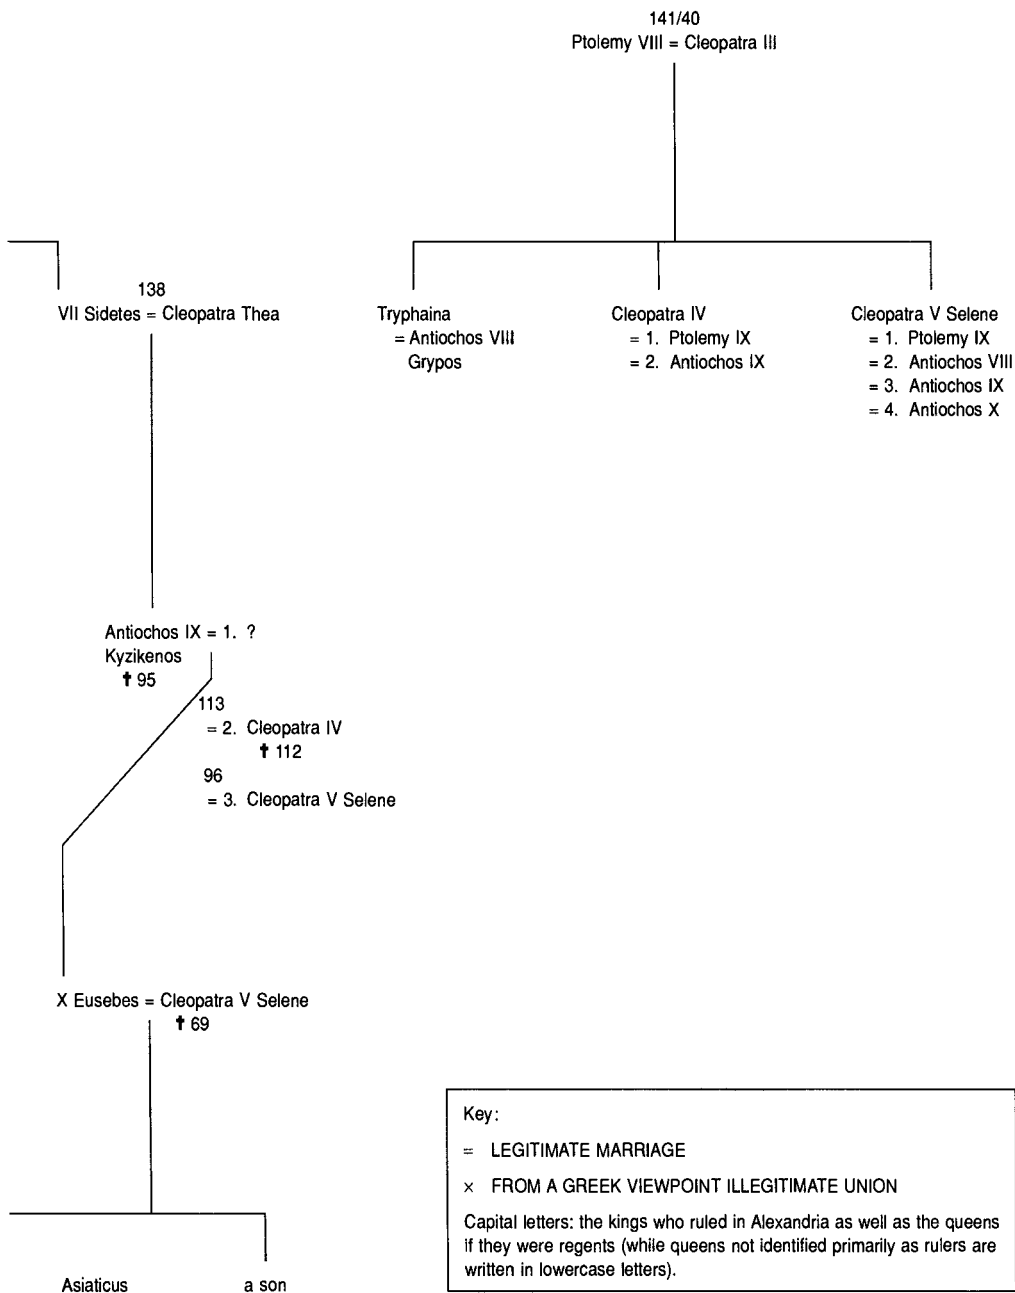 141/40
Ptolemy VIII = Cleopatra III
138
VII Sidetes = Cleopatra Thea
Tryphaina
= Antiochos VIII
Grypos
Cleopatra IV
= 1. Ptolemy IX
= 2. Antiochos IX
Cleopatra V Selene
= 1. Ptolemy IX
= 2. Antiochos VIII
= 3. Antiochos IX
= 4. Antiochos X
Antiochos IX = 1. ?
Kyzikenos
✝ 95
113
= 2. Cleopatra IV
✝ 112
96
= 3. Cleopatra V Selene
X Eusebes = Cleopatra V Selene
✝ 69
Asiaticus
a son
Key:
= LEGITIMATE MARRIAGE
× FROM A GREEK VIEWPOINT ILLEGITIMATE UNION
Capital letters: the kings who ruled in Alexandria as well as the queens
if they were regents (while queens not identified primarily as rulers are
written in lowercase letters).